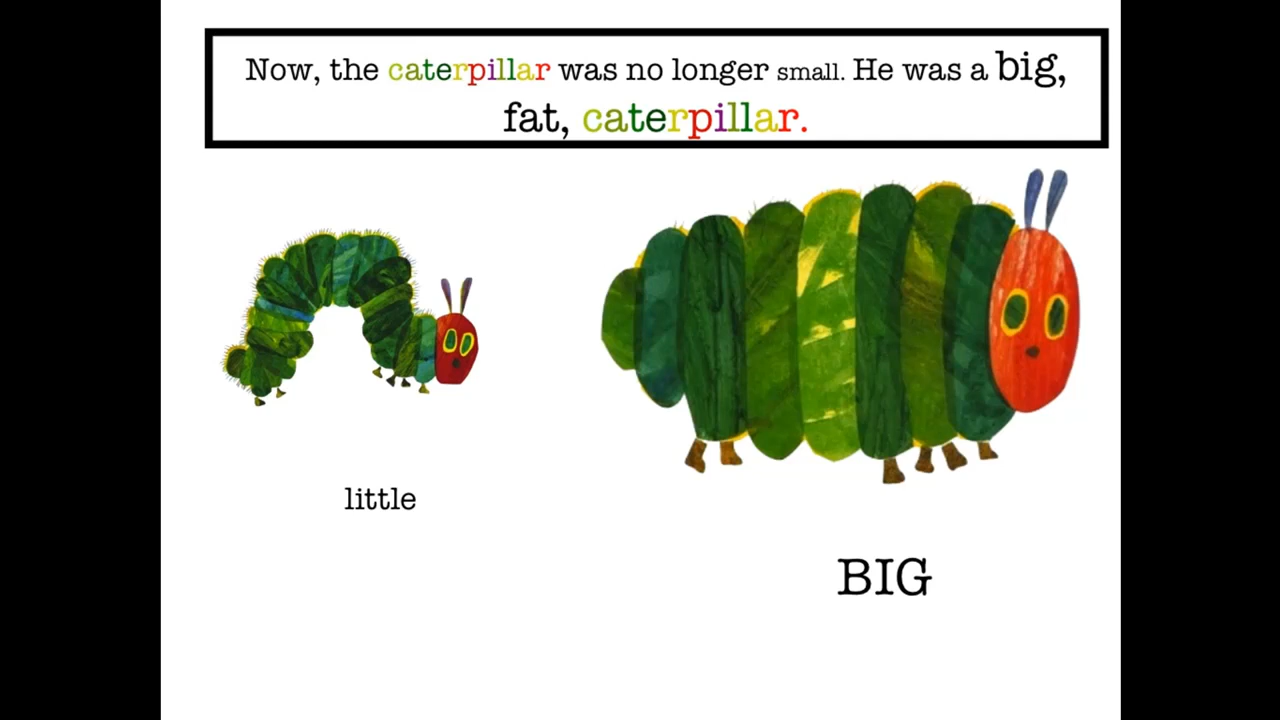 Now, the caterpillar was no longer small. He was a big,
fat, caterpillar.
little
BIG